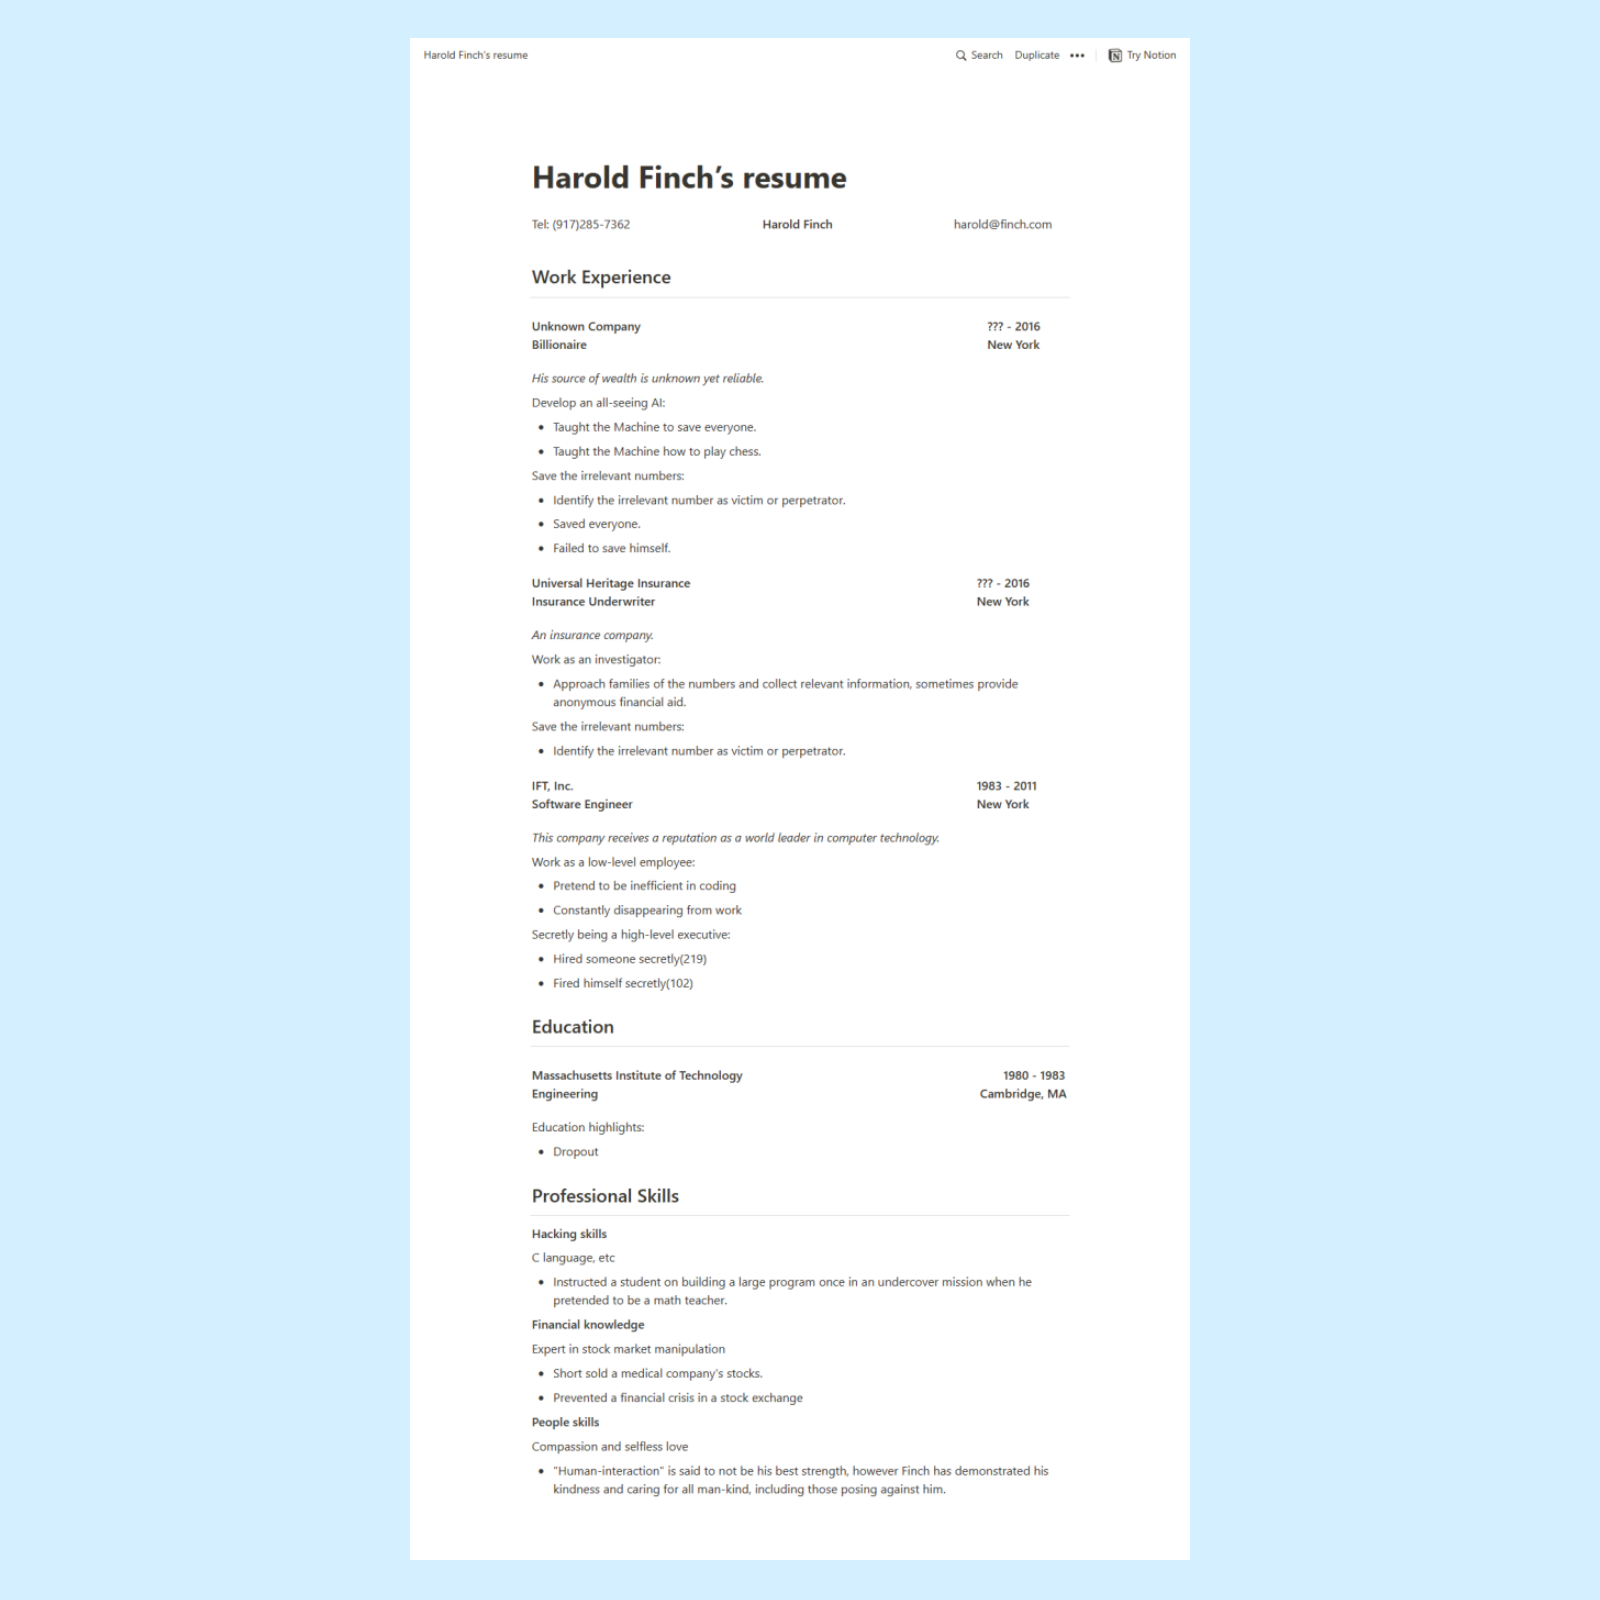 Harold Finch's resume
Search Duplicate ••• Try Notion
Harold Finch’s resume
Tel: (917)285-7362 Harold Finch harold@finch.com
Work Experience
Unknown Company ??? - 2016
Billionaire New York
His source of wealth is unknown yet reliable.
Develop an all-seeing AI:
• Taught the Machine to save everyone.
• Taught the Machine how to play chess.
Save the irrelevant numbers:
• Identify the irrelevant number as victim or perpetrator.
• Saved everyone.
• Failed to save himself.
Universal Heritage Insurance ??? - 2016
Insurance Underwriter New York
An insurance company.
Work as an investigator:
• Approach families of the numbers and collect relevant information, sometimes provide
anonymous financial aid.
Save the irrelevant numbers:
• Identify the irrelevant number as victim or perpetrator.
IFT, Inc. 1983 - 2011
Software Engineer New York
This company receives a reputation as a world leader in computer technology.
Work as a low-level employee:
• Pretend to be inefficient in coding
• Constantly disappearing from work
Secretly being a high-level executive:
• Hired someone secretly(219)
• Fired himself secretly(102)
Education
Massachusetts Institute of Technology 1980 - 1983
Engineering Cambridge, MA
Education highlights:
• Dropout
Professional Skills
Hacking skills
C language, etc
• Instructed a student on building a large program once in an undercover mission when he
pretended to be a math teacher.
Financial knowledge
Expert in stock market manipulation
• Short sold a medical company's stocks.
• Prevented a financial crisis in a stock exchange
People skills
Compassion and selfless love
• "Human-interaction" is said to not be his best strength, however Finch has demonstrated his
kindness and caring for all man-kind, including those posing against him.